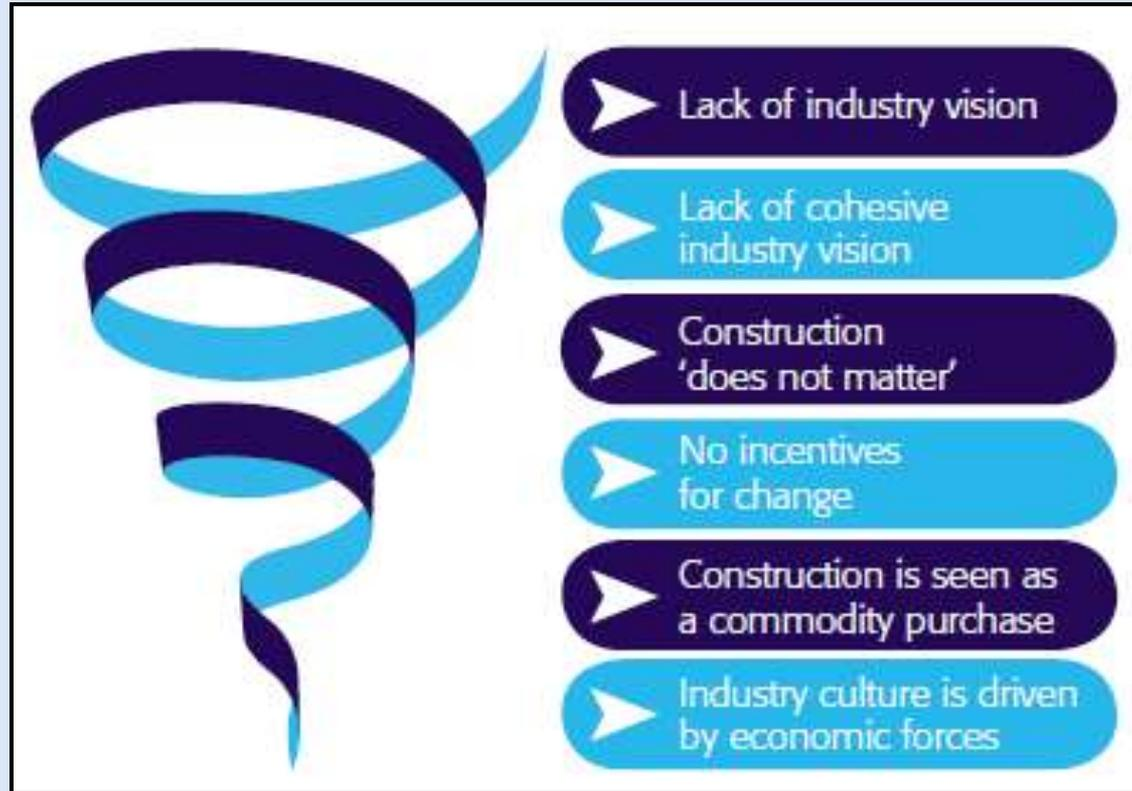 Lack of industry vision
Lack of cohesive
industry vision
Construction
‘does not matter’
No incentives
for change
Construction is seen as
a commodity purchase
Industry culture is driven
by economic forces